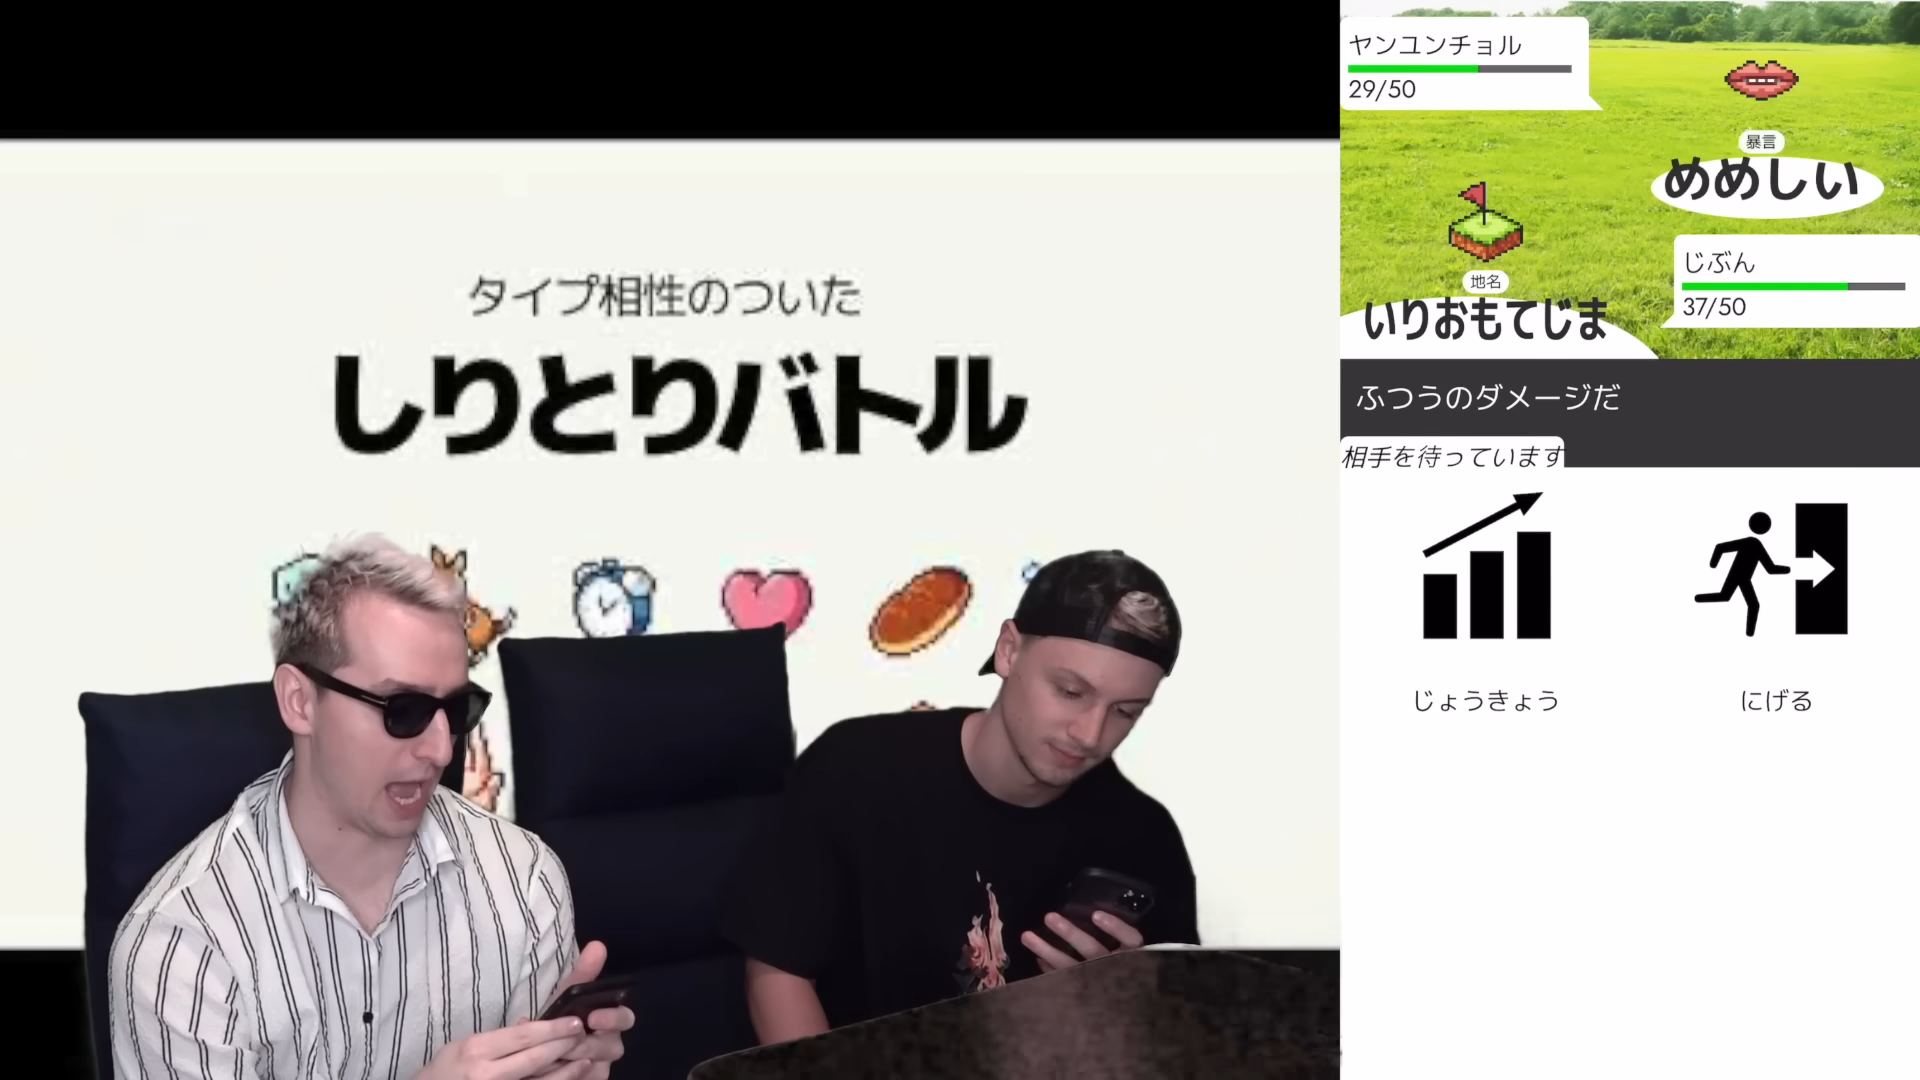 タイプ相性のついた
しりとりバトル
ヤンユンチョル
29/50
暴言
めめしい
地名
いりおもてじま
じぶん
37/50
ふつうのダメージだ
相手を待っています
じょうきょう
にげる